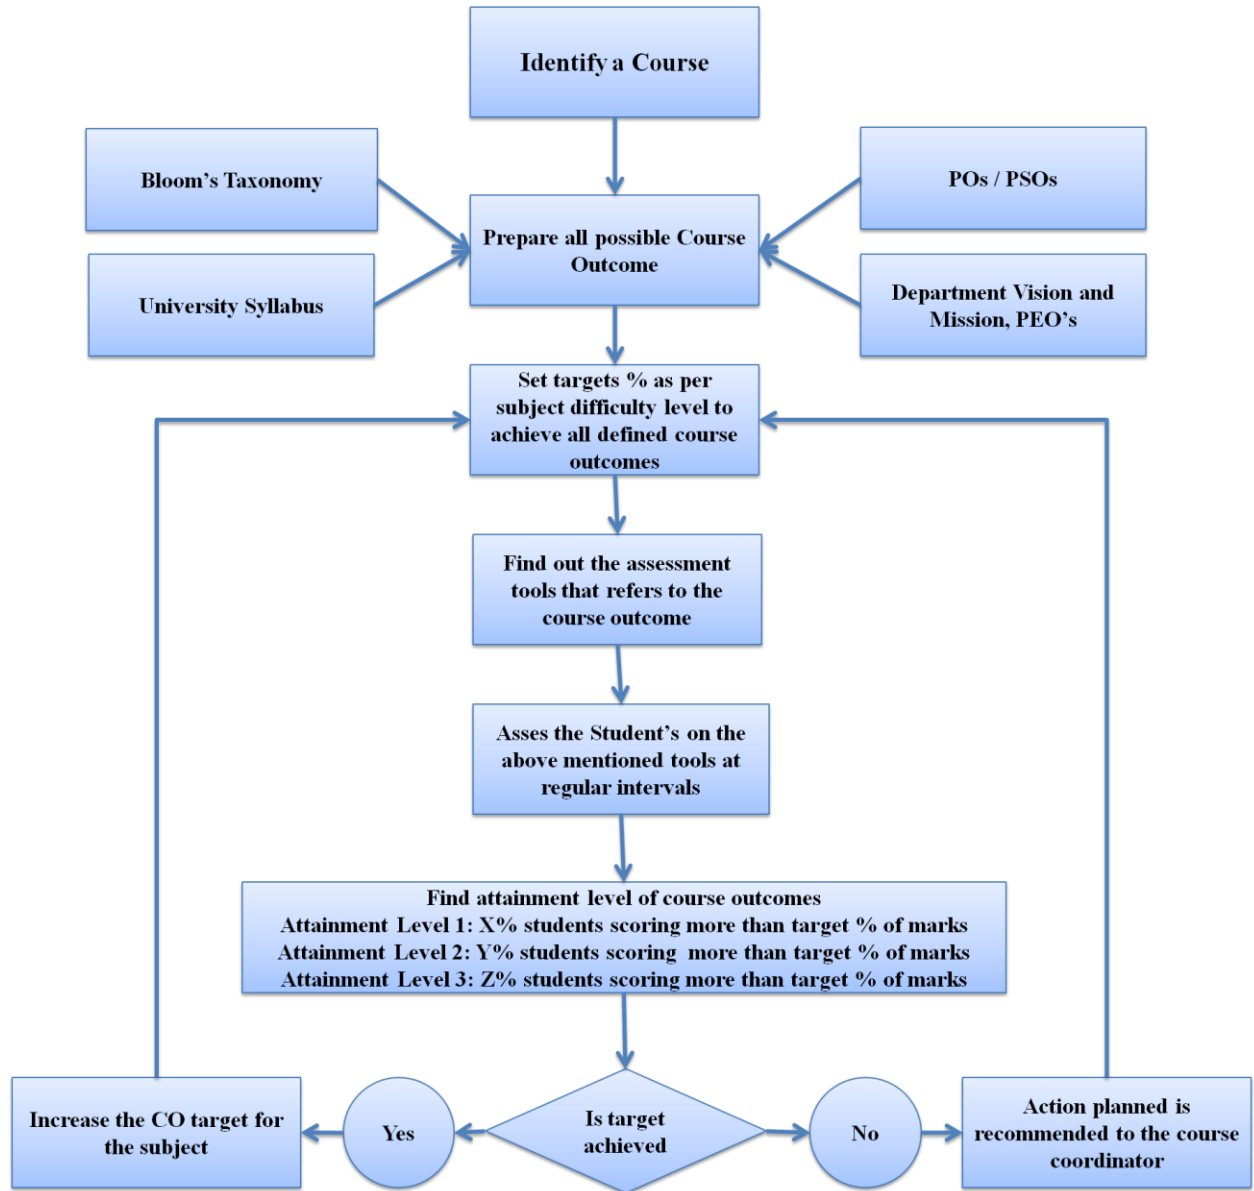 Identify a Course
Bloom's Taxonomy
POs / PSOs
Prepare all possible Course
Outcome
University Syllabus
Department Vision and
Mission, PEO's
Set targets % as per
subject difficulty level to
achieve all defined course
outcomes
Find out the assessment
tools that refers to the
course outcome
Asses the Student's on the
above mentioned tools at
regular intervals
Find attainment level of course outcomes
Attainment Level 1: X% students scoring more than target % of marks
Attainment Level 2: Y% students scoring more than target % of marks
Attainment Level 3: Z% students scoring more than target % of marks
Increase the CO target for
the subject
Yes
Is target
achieved
No
Action planned is
recommended to the course
coordinator